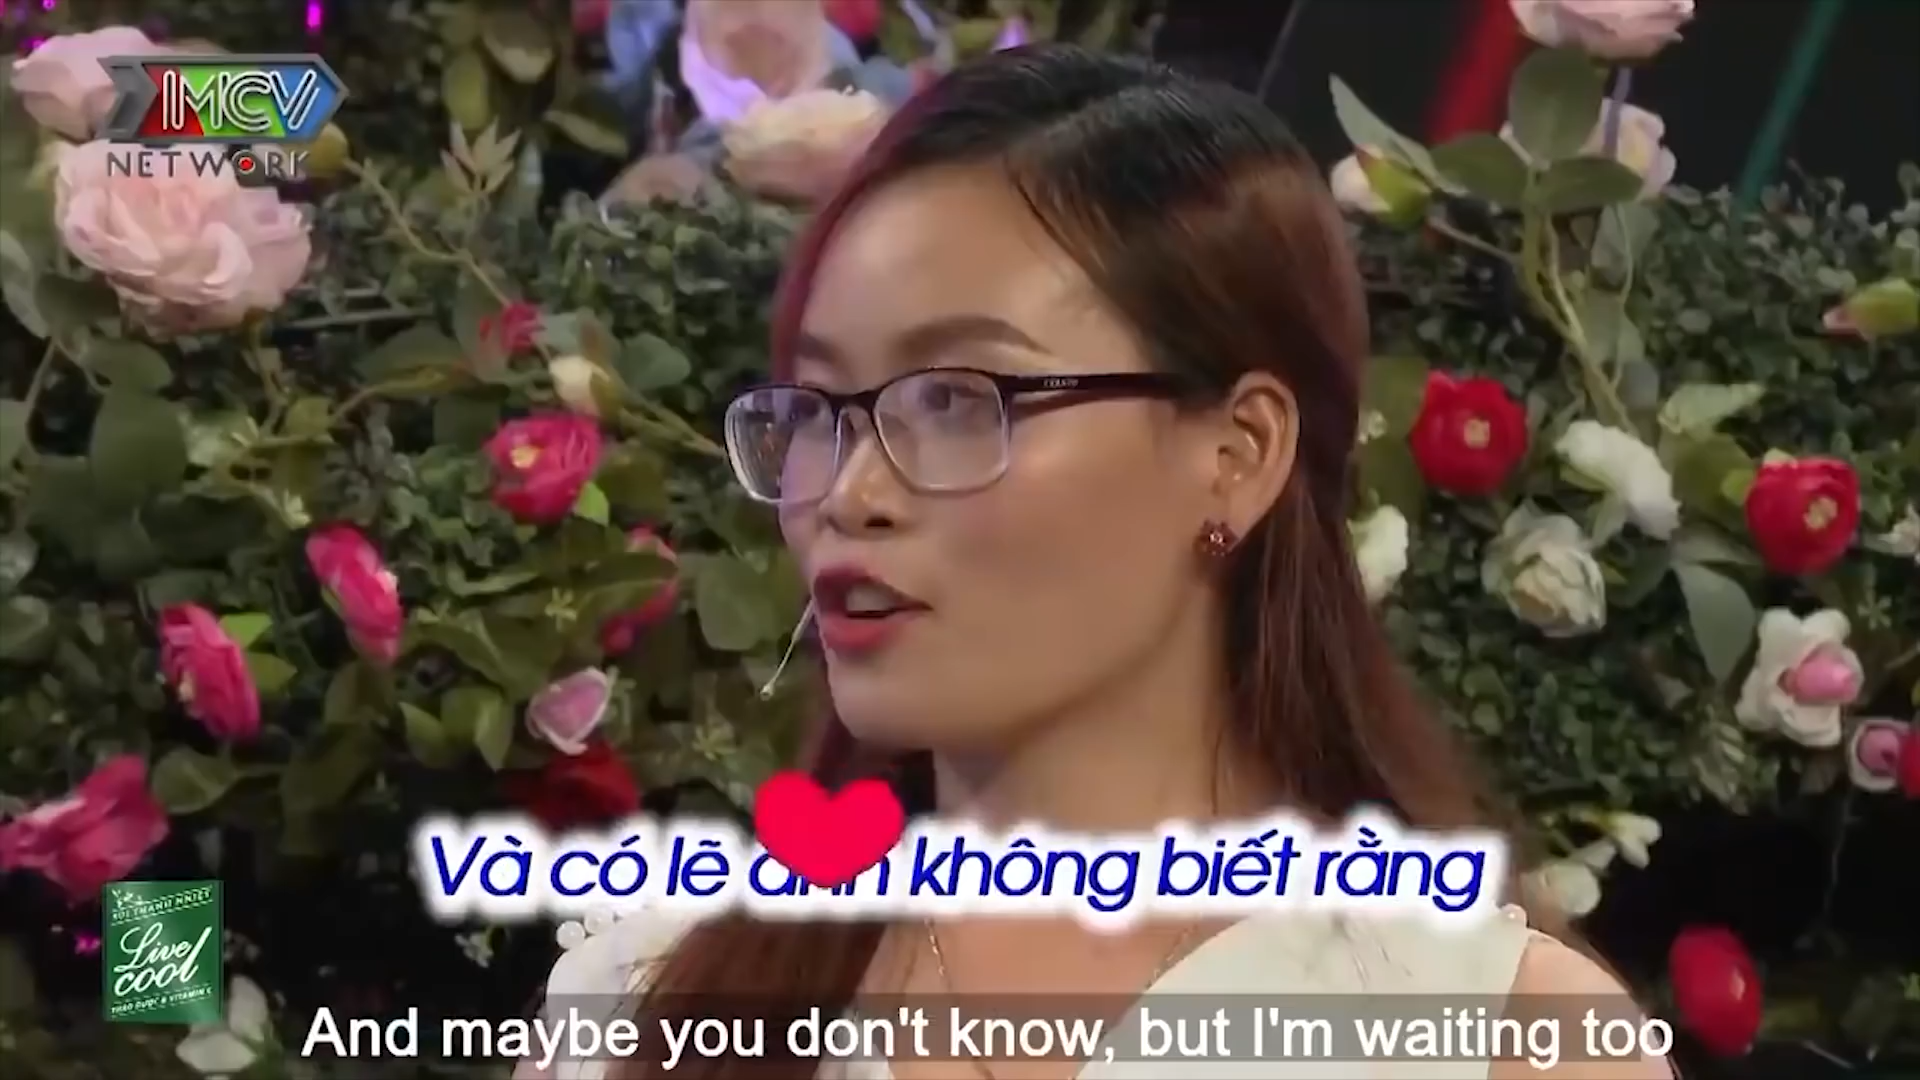 MCV
NETWORK
Và có lẽ anh không biết rằng
Live
cool
And maybe you don't know, but I'm waiting too